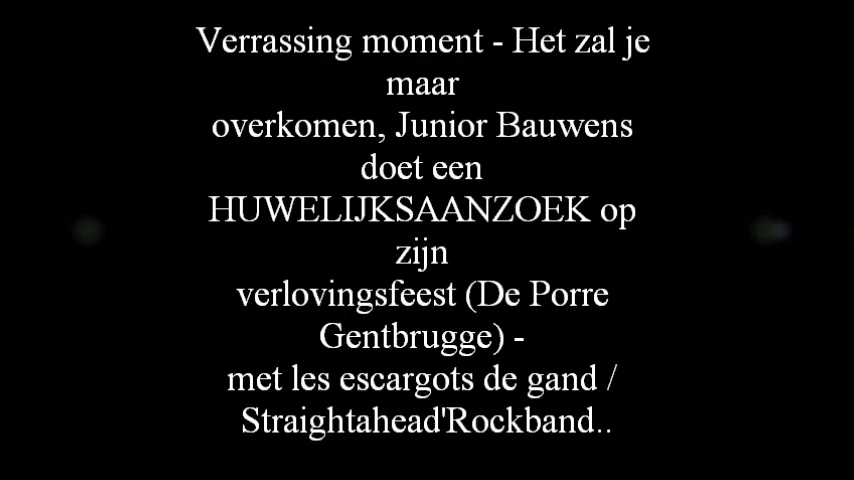 Verrassing moment - Het zal je
maar
overkomen, Junior Bauwens
doet een
HUWELIJKSAANZOEK op
zijn
verlovingsfeest (De Porre
Gentbrugge) -
met les escargots de gand /
Straightahead'Rockband..